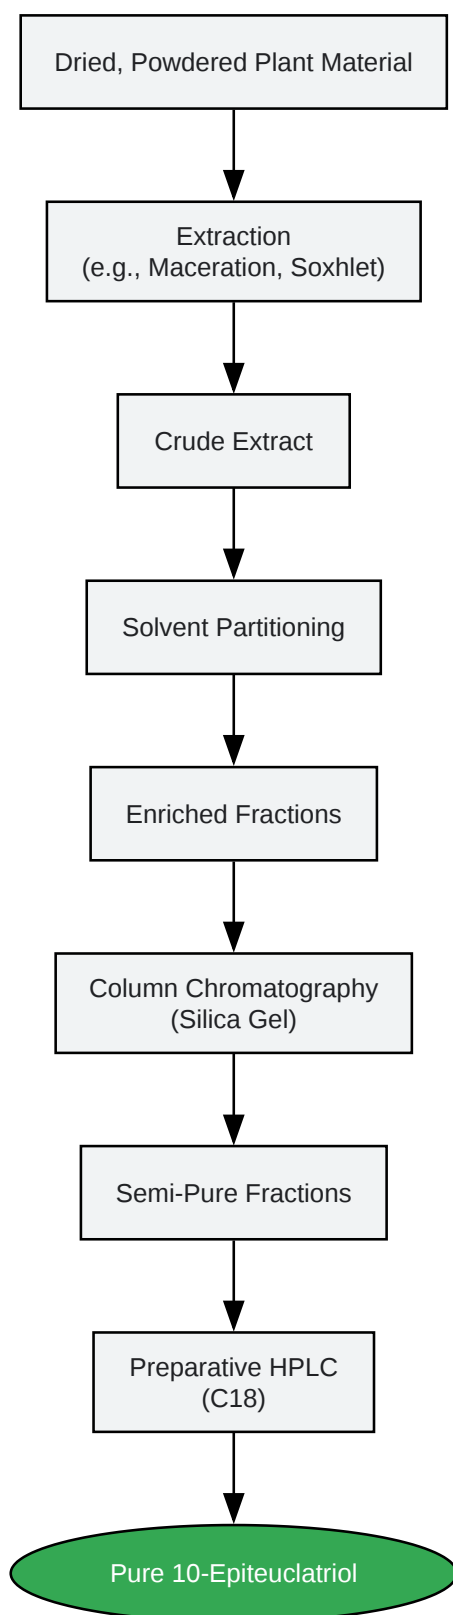 Dried, Powdered Plant Material
Extraction
(e.g., Maceration, Soxhlet)
Crude Extract
Solvent Partitioning
Enriched Fractions
Column Chromatography
(Silica Gel)
Semi-Pure Fractions
Preparative HPLC
(C18)
Pure 10-Epiteuclatriol